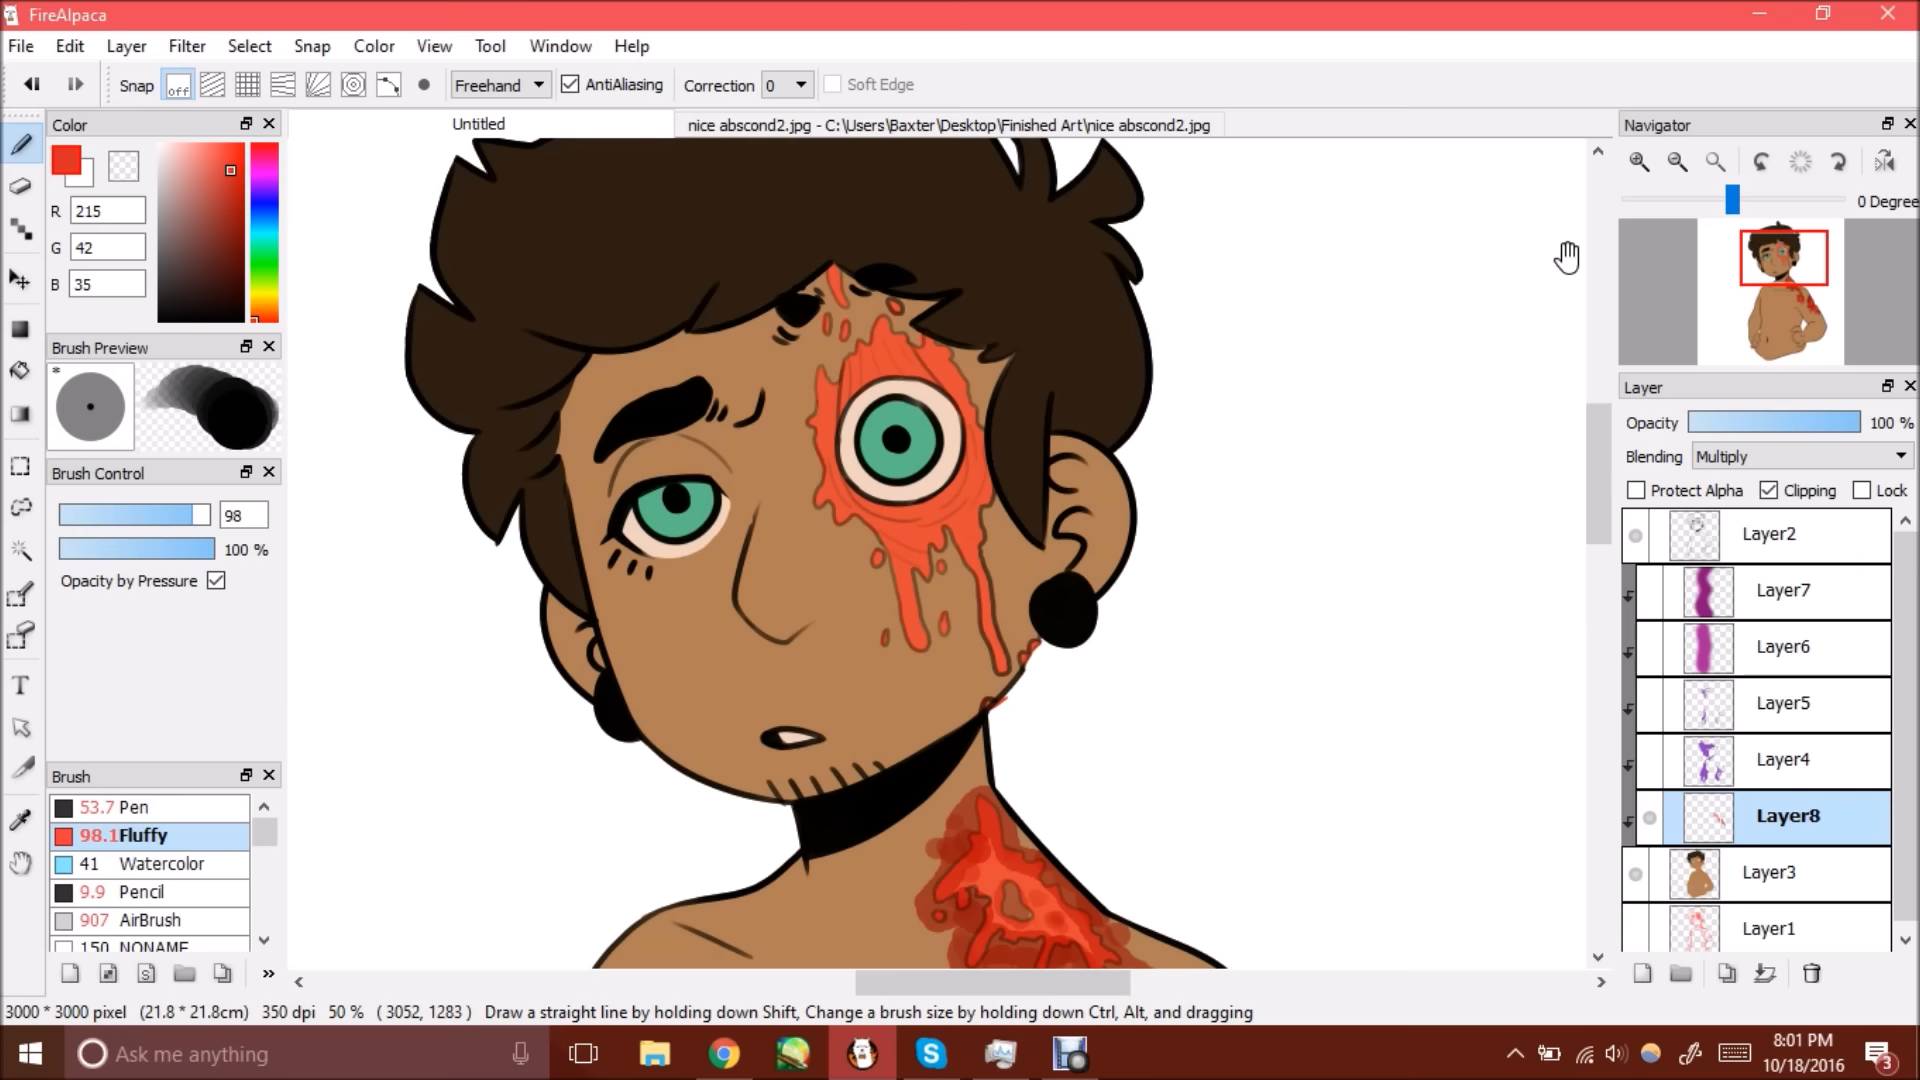 FireAlpaca
File Edit Layer Filter Select Snap Color View Tool Window Help
Snap off Freehand AntiAliasing Correction 0 Soft Edge
Color
Untitled
nice abscond2.jpg - C:\Users\Baxter\Desktop\Finished Art\nice abscond2.jpg
Navigator
R 215
G 42
B 35
0 Degree
Brush Preview
*
Layer
Opacity 100 %
Blending Multiply
Protect Alpha Clipping Lock
Brush Control
98
100 %
Opacity by Pressure
Layer2
Layer7
Layer6
Layer5
Layer4
Layer8
Layer3
Layer1
Brush
53.7 Pen
98.1 Fluffy
41 Watercolor
9.9 Pencil
907 AirBrush
150 NONAME
S
T
3000 * 3000 pixel (21.8 * 21.8cm) 350 dpi 50 % ( 3052, 1283 ) Draw a straight line by holding down Shift, Change a brush size by holding down Ctrl, Alt, and dragging
Ask me anything
8:01 PM
10/18/2016
3